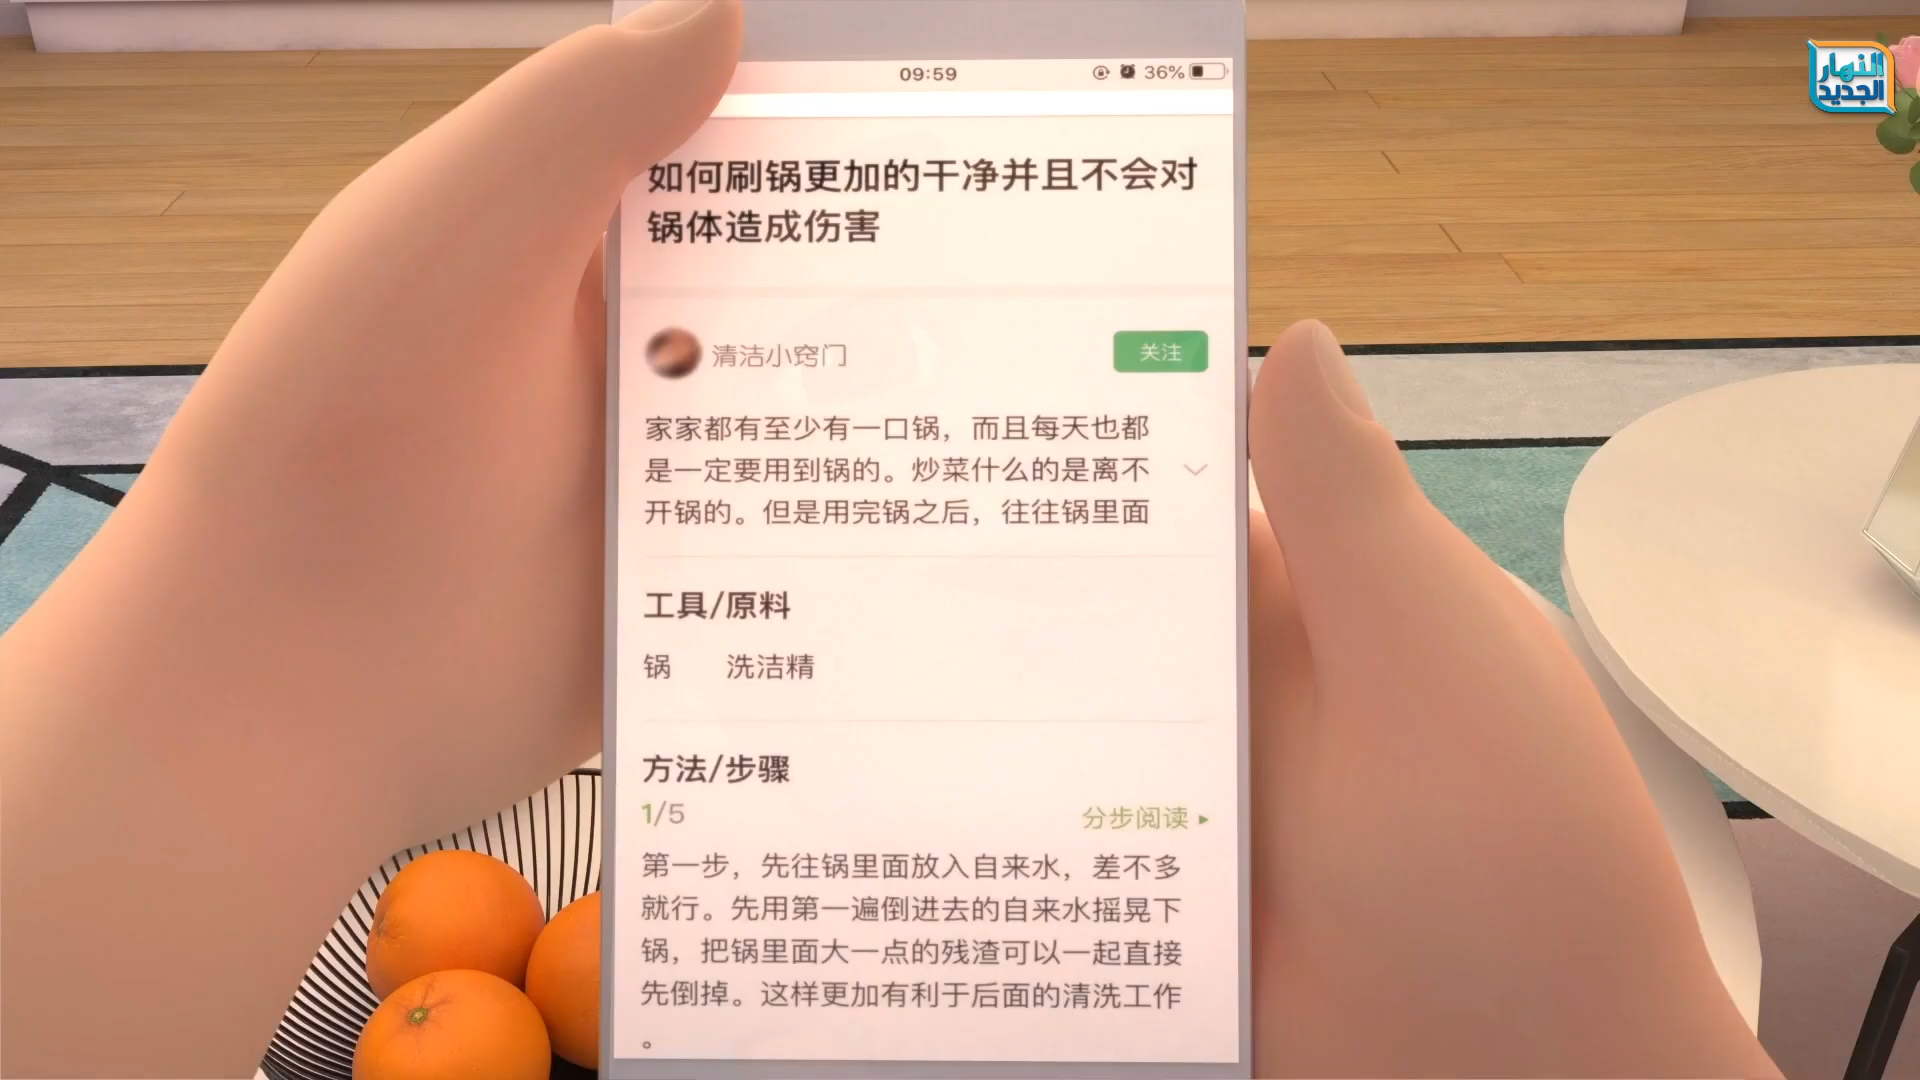 09:59
36%
النهار
الجديد
如何刷锅更加的干净并且不会对
锅体造成伤害
清洁小窍门
关注
家家都有至少有一口锅，而且每天也都
是一定要用到锅的。炒菜什么的是离不
开锅的。但是用完锅之后，往往锅里面
工具/原料
锅 洗洁精
方法/步骤
1/5
分步阅读
第一步，先往锅里面放入自来水，差不多
就行。先用第一遍倒进去的自来水摇晃下
锅，把锅里面大一点的残渣可以一起直接
先倒掉。这样更加有利于后面的清洗工作
。